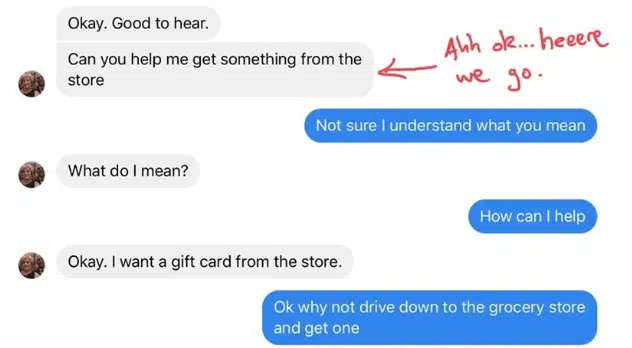 Okay. Good to hear.
Can you help me get something from the
store
Ahh ok...heeere
we go.
Not sure I understand what you mean
What do I mean?
How can I help
Okay. I want a gift card from the store.
Ok why not drive down to the grocery store
and get one